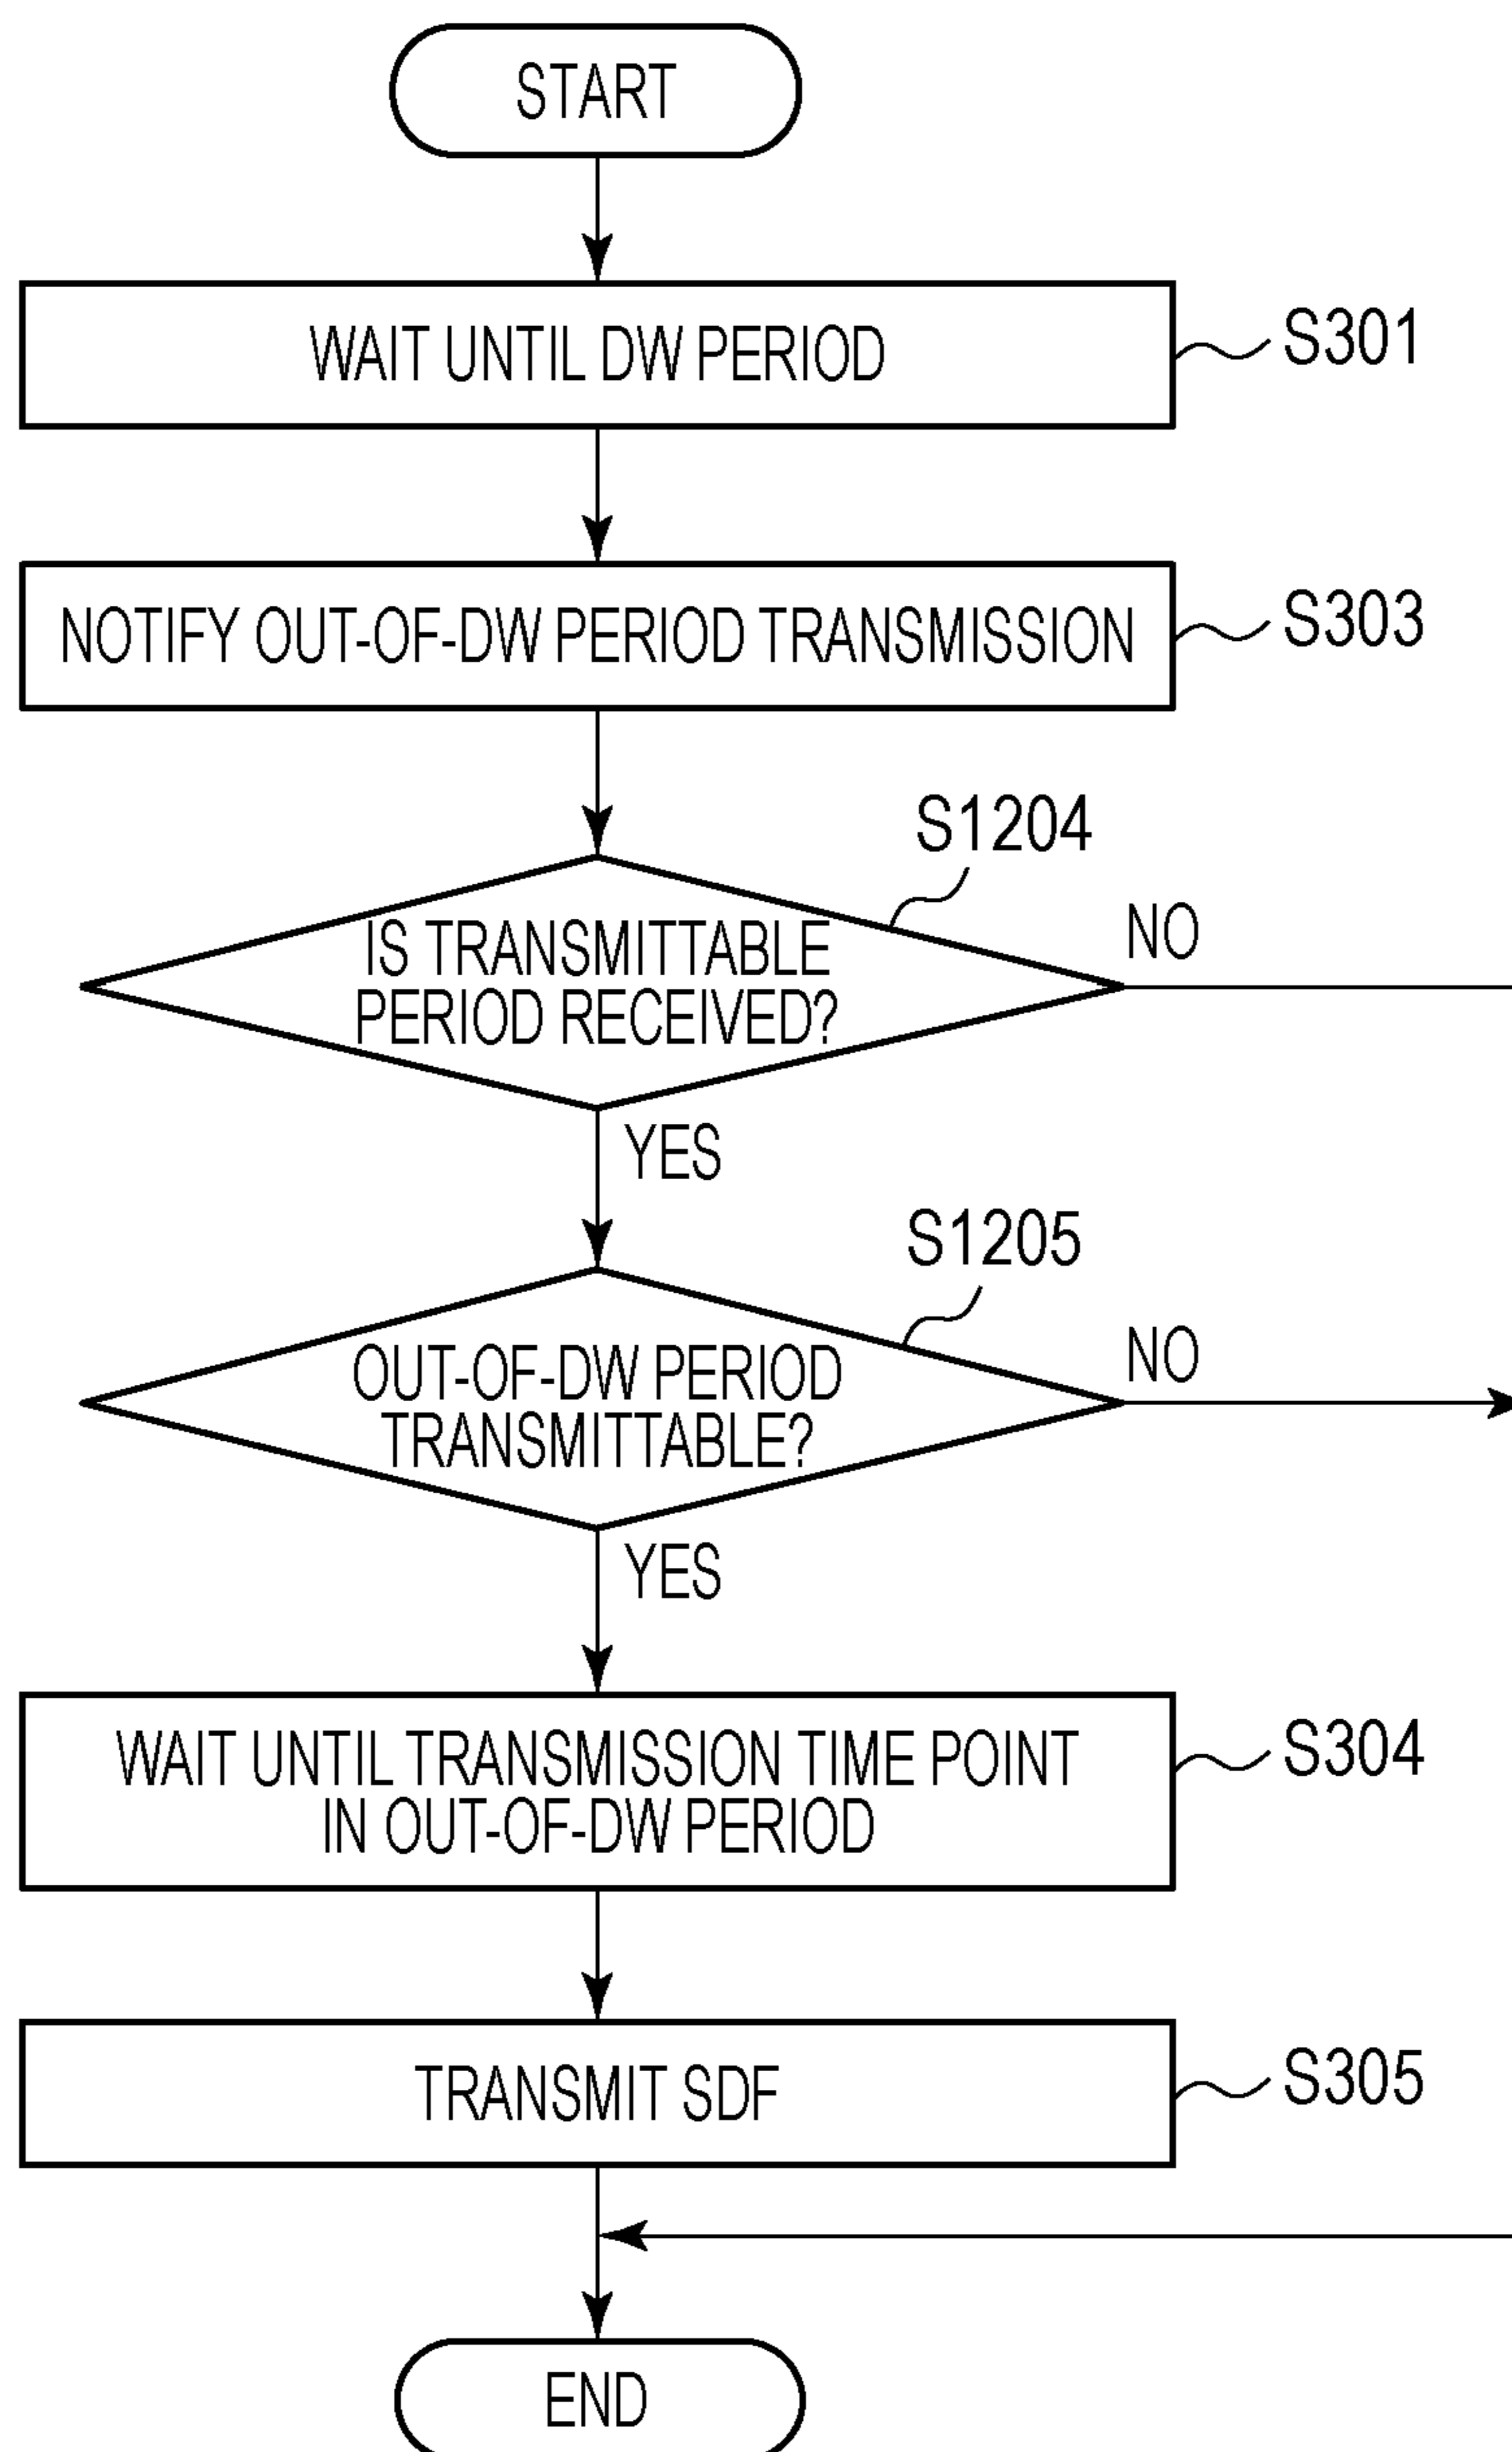 START
WAIT UNTIL DW PERIOD
S301
NOTIFY OUT-OF-DW PERIOD TRANSMISSION
S303
S1204
IS TRANSMITTABLE
PERIOD RECEIVED?
NO
YES
S1205
OUT-OF-DW PERIOD
TRANSMITTABLE?
NO
YES
WAIT UNTIL TRANSMISSION TIME POINT
IN OUT-OF-DW PERIOD
S304
TRANSMIT SDF
S305
END